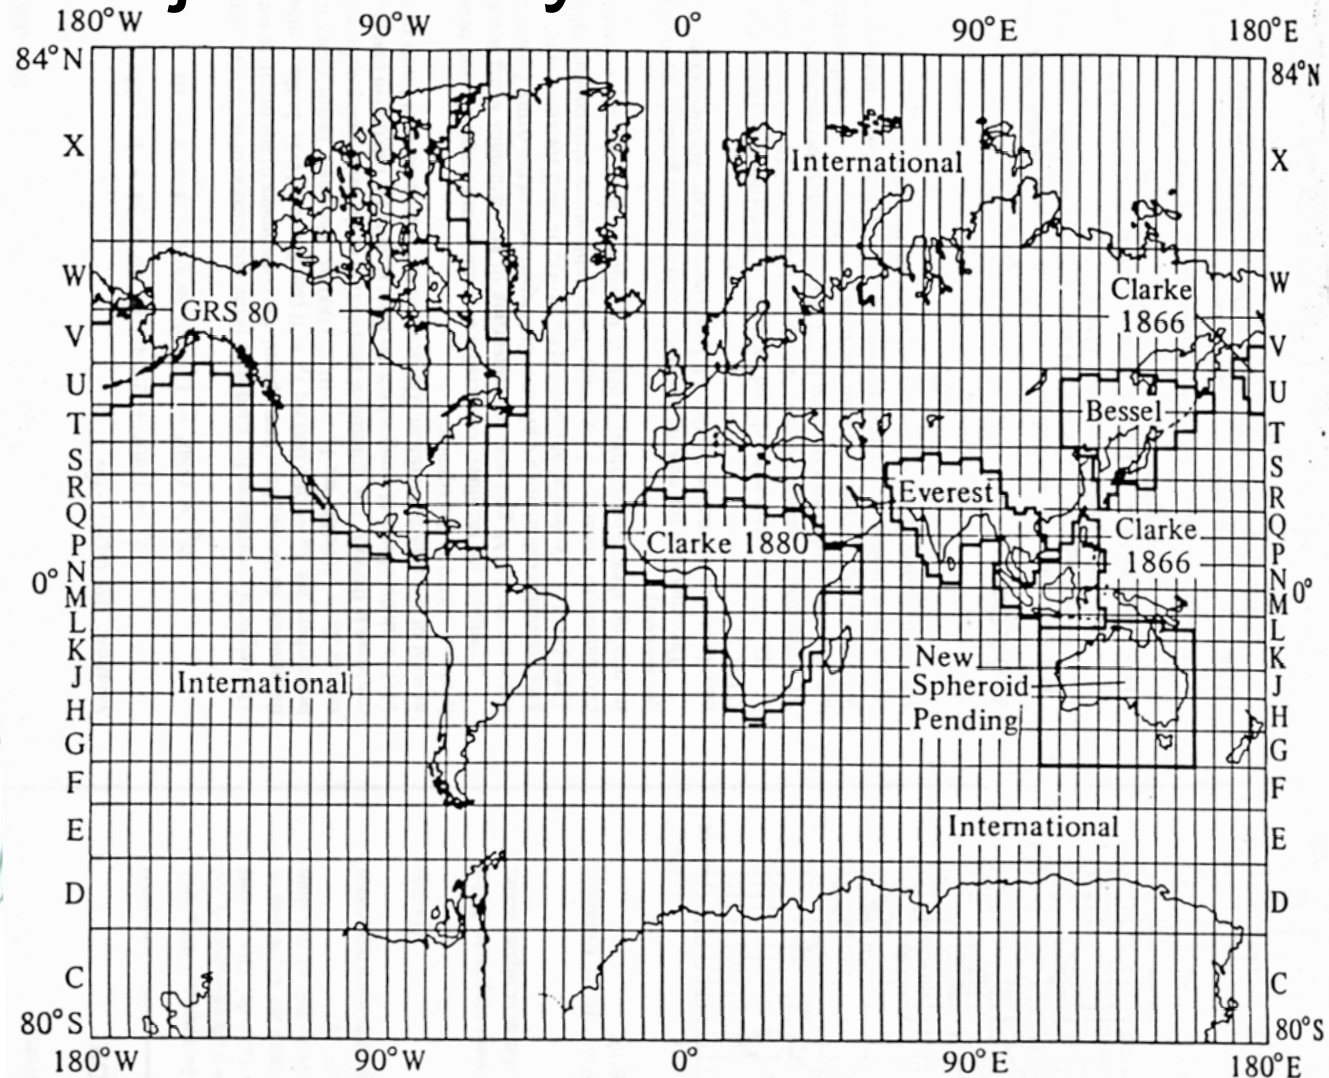 180°W 90°W 0° 90°E 180°E
84°N 84°N
X X
International
W W
Clarke
1866
GRS 80
V V
U U
Bessel
T T
S S
Everest
R R
Q Q
Clarke 1880
Clarke
1866
P P
N N
0° 0°
M M
L L
K K
New
Spheroid
Pending
J J
International
H H
G G
F F
E E
International
D D
C C
80°S 80°S
180°W 90°W 0° 90°E 180°E